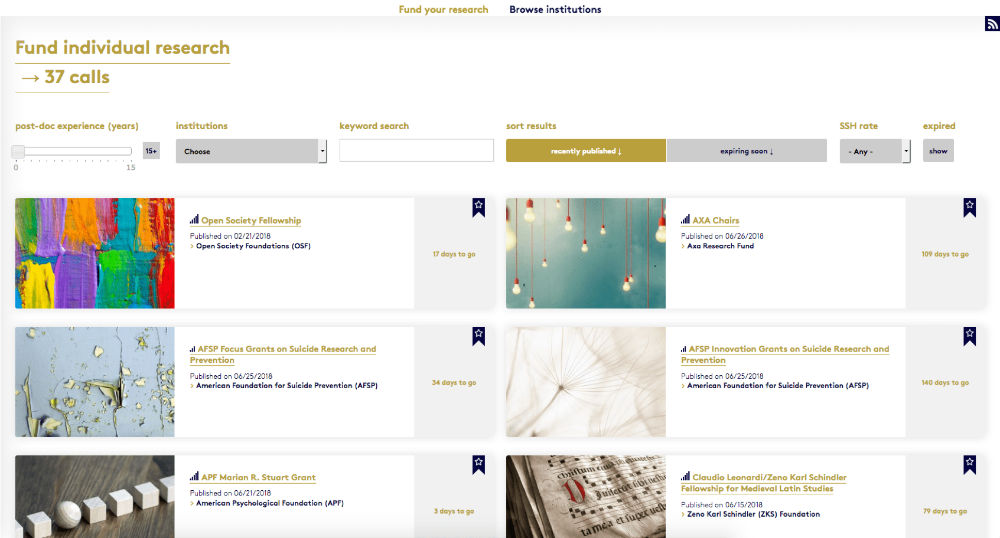 Fund your research
Browse institutions
Fund individual research
→ 37 calls
post-doc experience (years)
0
15
15+
institutions
Choose
keyword search
sort results
recently published ↓
expiring soon ↓
SSH rate
- Any -
expired
show
Open Society Fellowship
Published on 02/21/2018
> Open Society Foundations (OSF)
17 days to go
AXA Chairs
Published on 06/26/2018
> Axa Research Fund
109 days to go
AFSP Focus Grants on Suicide Research and
Prevention
Published on 06/25/2018
> American Foundation for Suicide Prevention (AFSP)
34 days to go
AFSP Innovation Grants on Suicide Research and
Prevention
Published on 06/25/2018
> American Foundation for Suicide Prevention (AFSP)
140 days to go
APF Marian R. Stuart Grant
Published on 06/21/2018
> American Psychological Foundation (APF)
3 days to go
Claudio Leonardi/Zeno Karl Schindler
Fellowship for Medieval Latin Studies
Published on 06/15/2018
> Zeno Karl Schindler (ZKS) Foundation
79 days to go